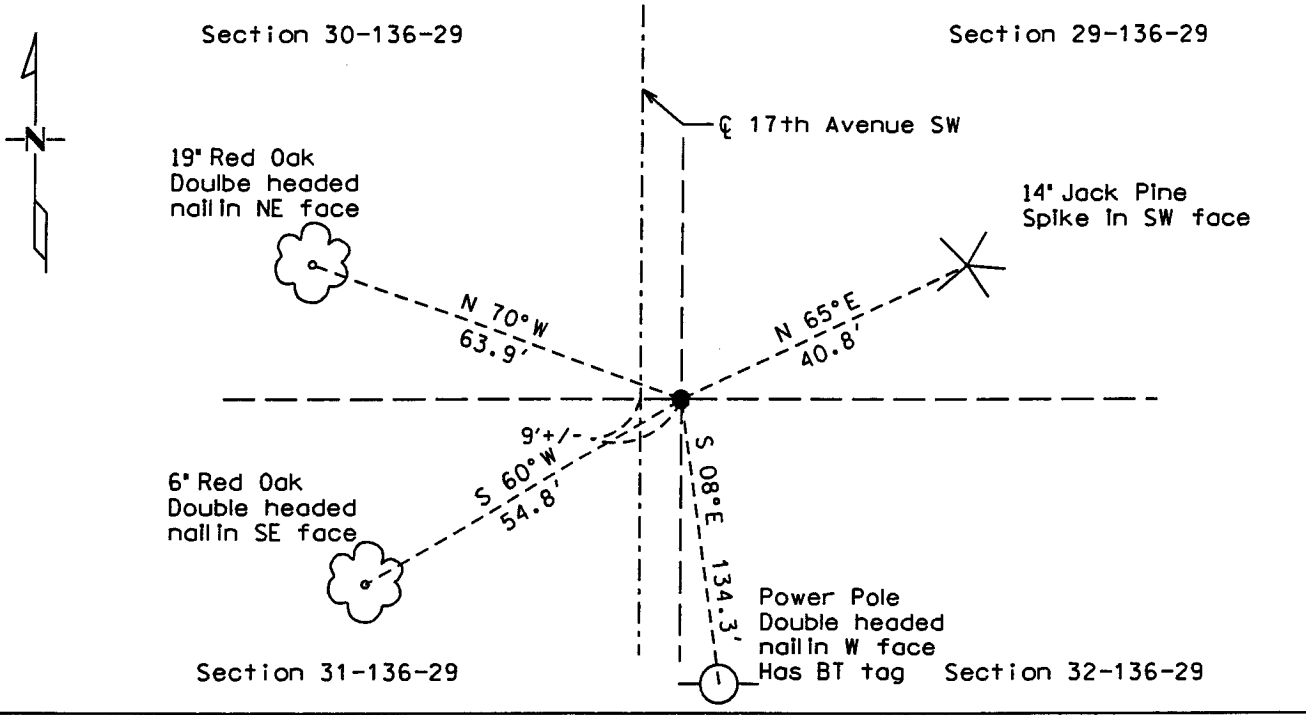 Section 30-136-29
Section 29-136-29
N
℄ 17th Avenue SW
19" Red Oak
Doulbe headed
nail in NE face
14" Jack Pine
Spike in SW face
N 70° W
63.9'
N 65° E
40.8'
9'+/-
S 60° W
54.8'
S 08° E 134.3'
6" Red Oak
Double headed
nail in SE face
Power Pole
Double headed
nail in W face
Has BT tag
Section 31-136-29
Section 32-136-29